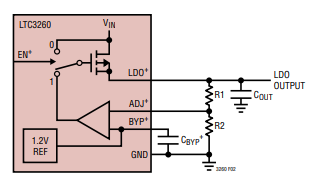 LTC3260
VIN
EN+
0
1
LDO+
LDO
OUTPUT
R1
COUT
ADJ+
R2
BYP+
CBYP+
1.2V
REF
GND
3260 F02